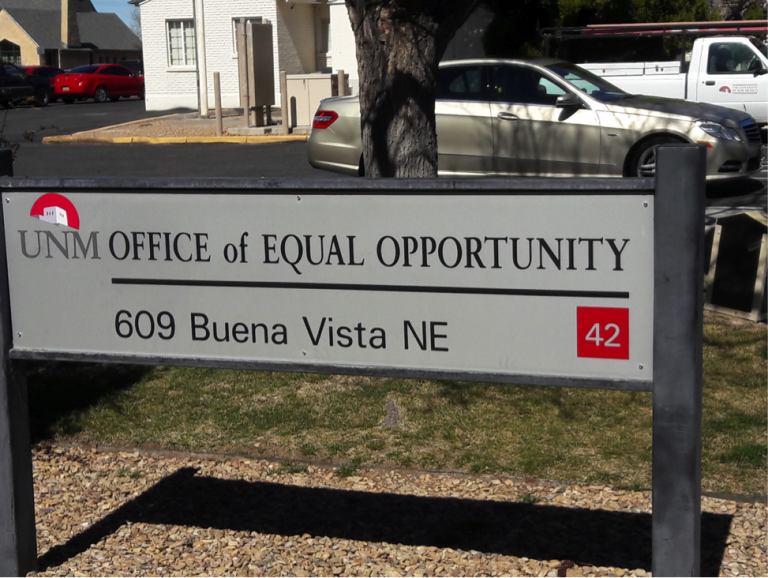 UNM OFFICE of EQUAL OPPORTUNITY
609 Buena Vista NE
42